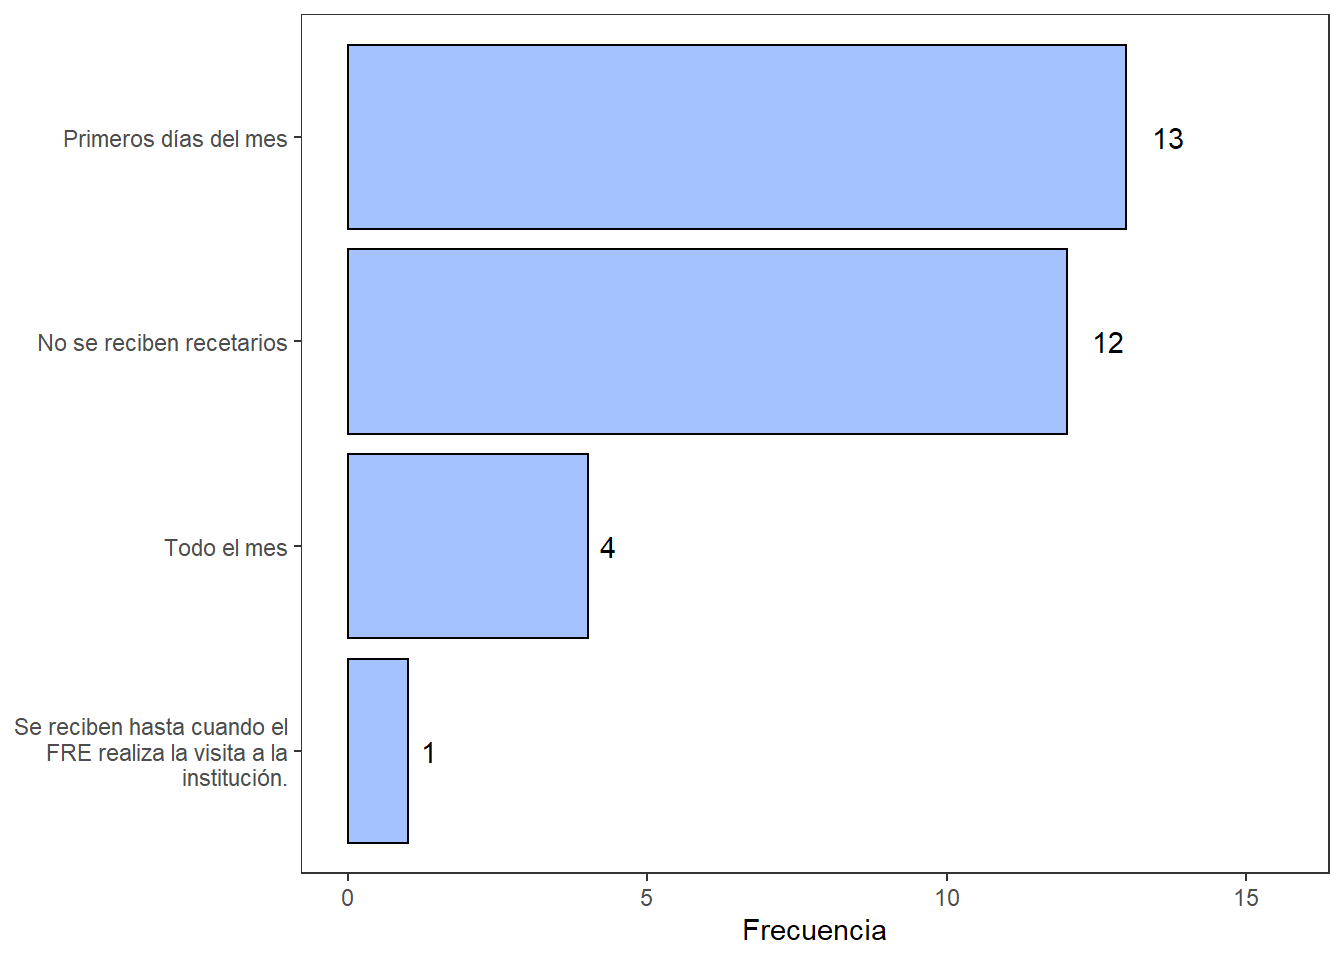 Primeros días del mes
13
No se reciben recetarios
12
Todo el mes
4
Se reciben hasta cuando el
FRE realiza la visita a la
institución.
1
0
5
10
15
Frecuencia